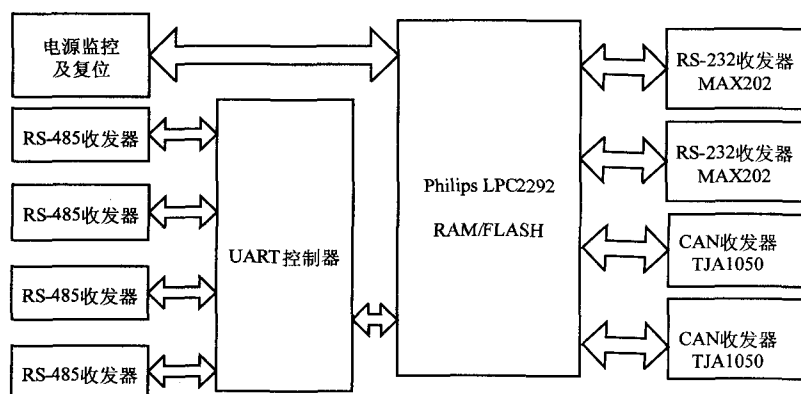 电源监控
及复位
RS-485收发器
RS-485收发器
RS-485收发器
RS-485收发器
UART控制器
Philips LPC2292
RAM/FLASH
RS-232收发器
MAX202
RS-232收发器
MAX202
CAN收发器
TJA1050
CAN收发器
TJA1050